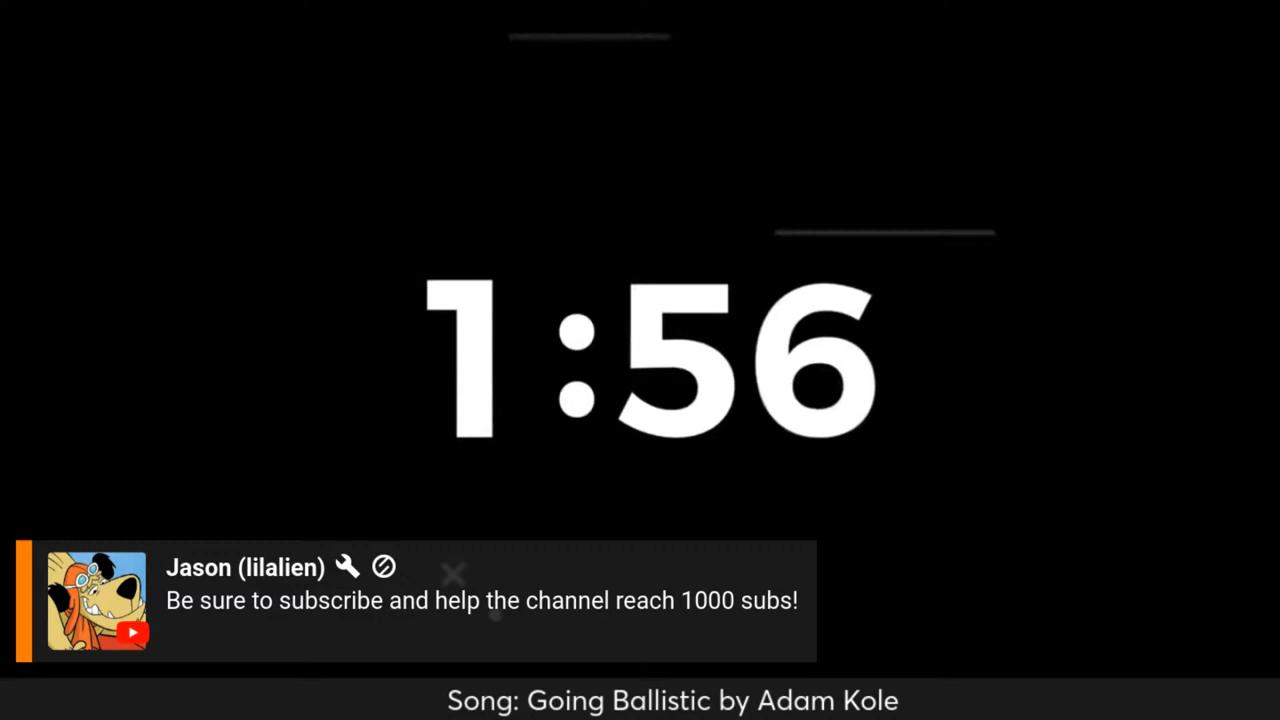 1:56
Jason (lilalien)
Be sure to subscribe and help the channel reach 1000 subs!
Song: Going Ballistic by Adam Kole